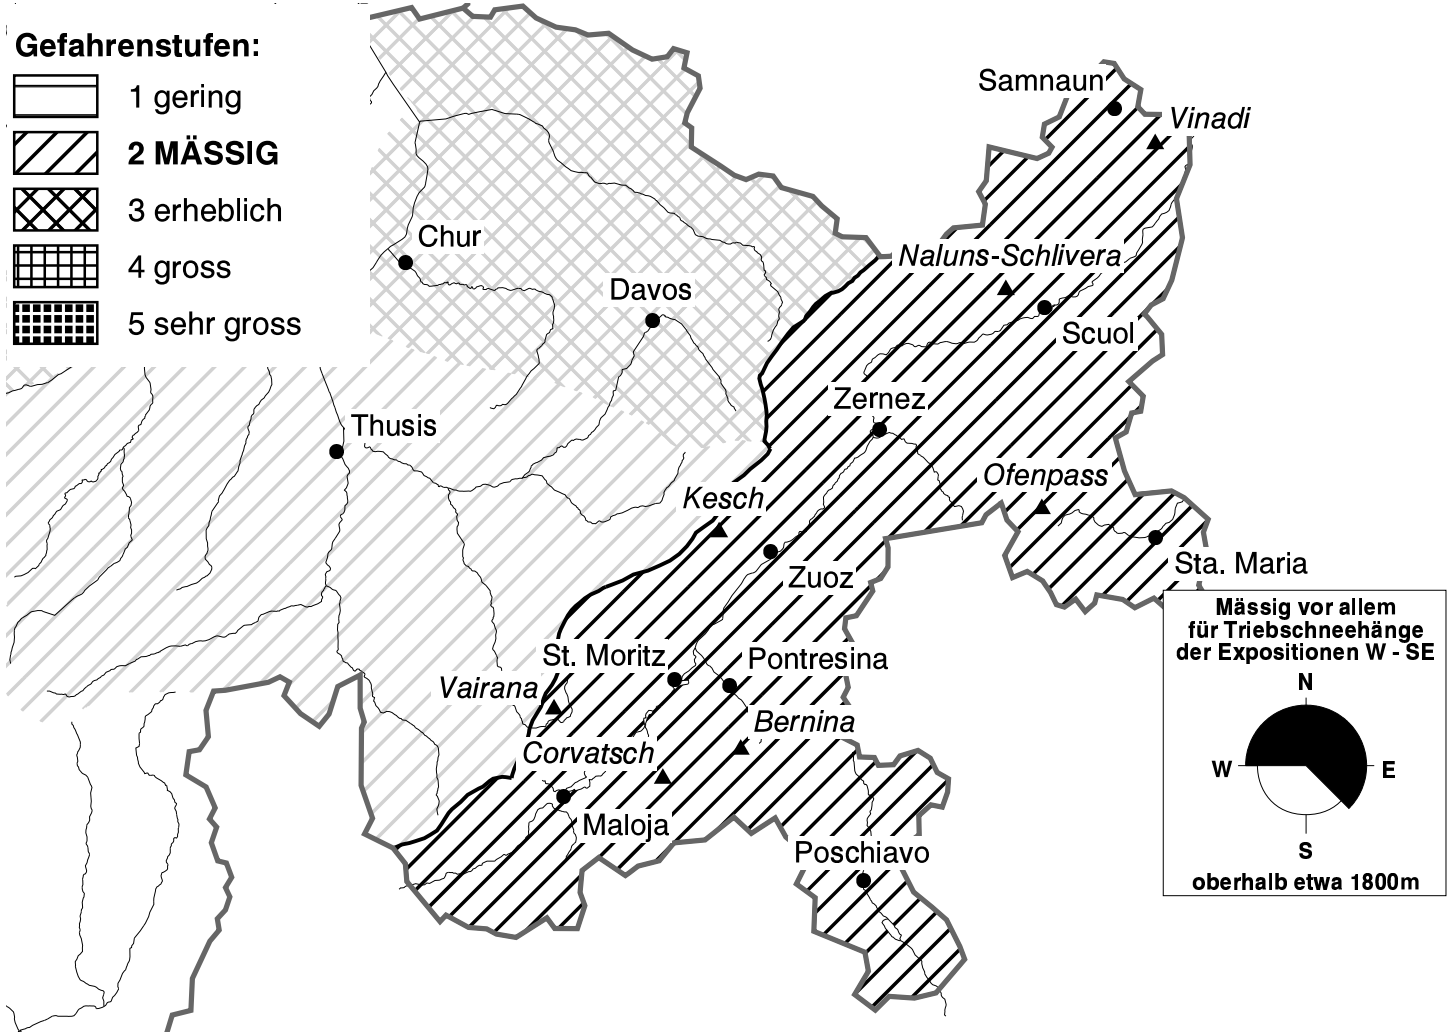 Gefahrenstufen:
1 gering
2 MÄSSIG
3 erheblich
4 gross
5 sehr gross
Samnaun
Vinadi
Chur
Naluns-Schlivera
Davos
Scuol
Zernez
Thusis
Ofenpass
Kesch
Sta. Maria
Zuoz
St. Moritz
Pontresina
Vairana
Bernina
Corvatsch
Maloja
Poschiavo
Mässig vor allem
für Triebschneehänge
der Expositionen W - SE
N
W
E
S
oberhalb etwa 1800m